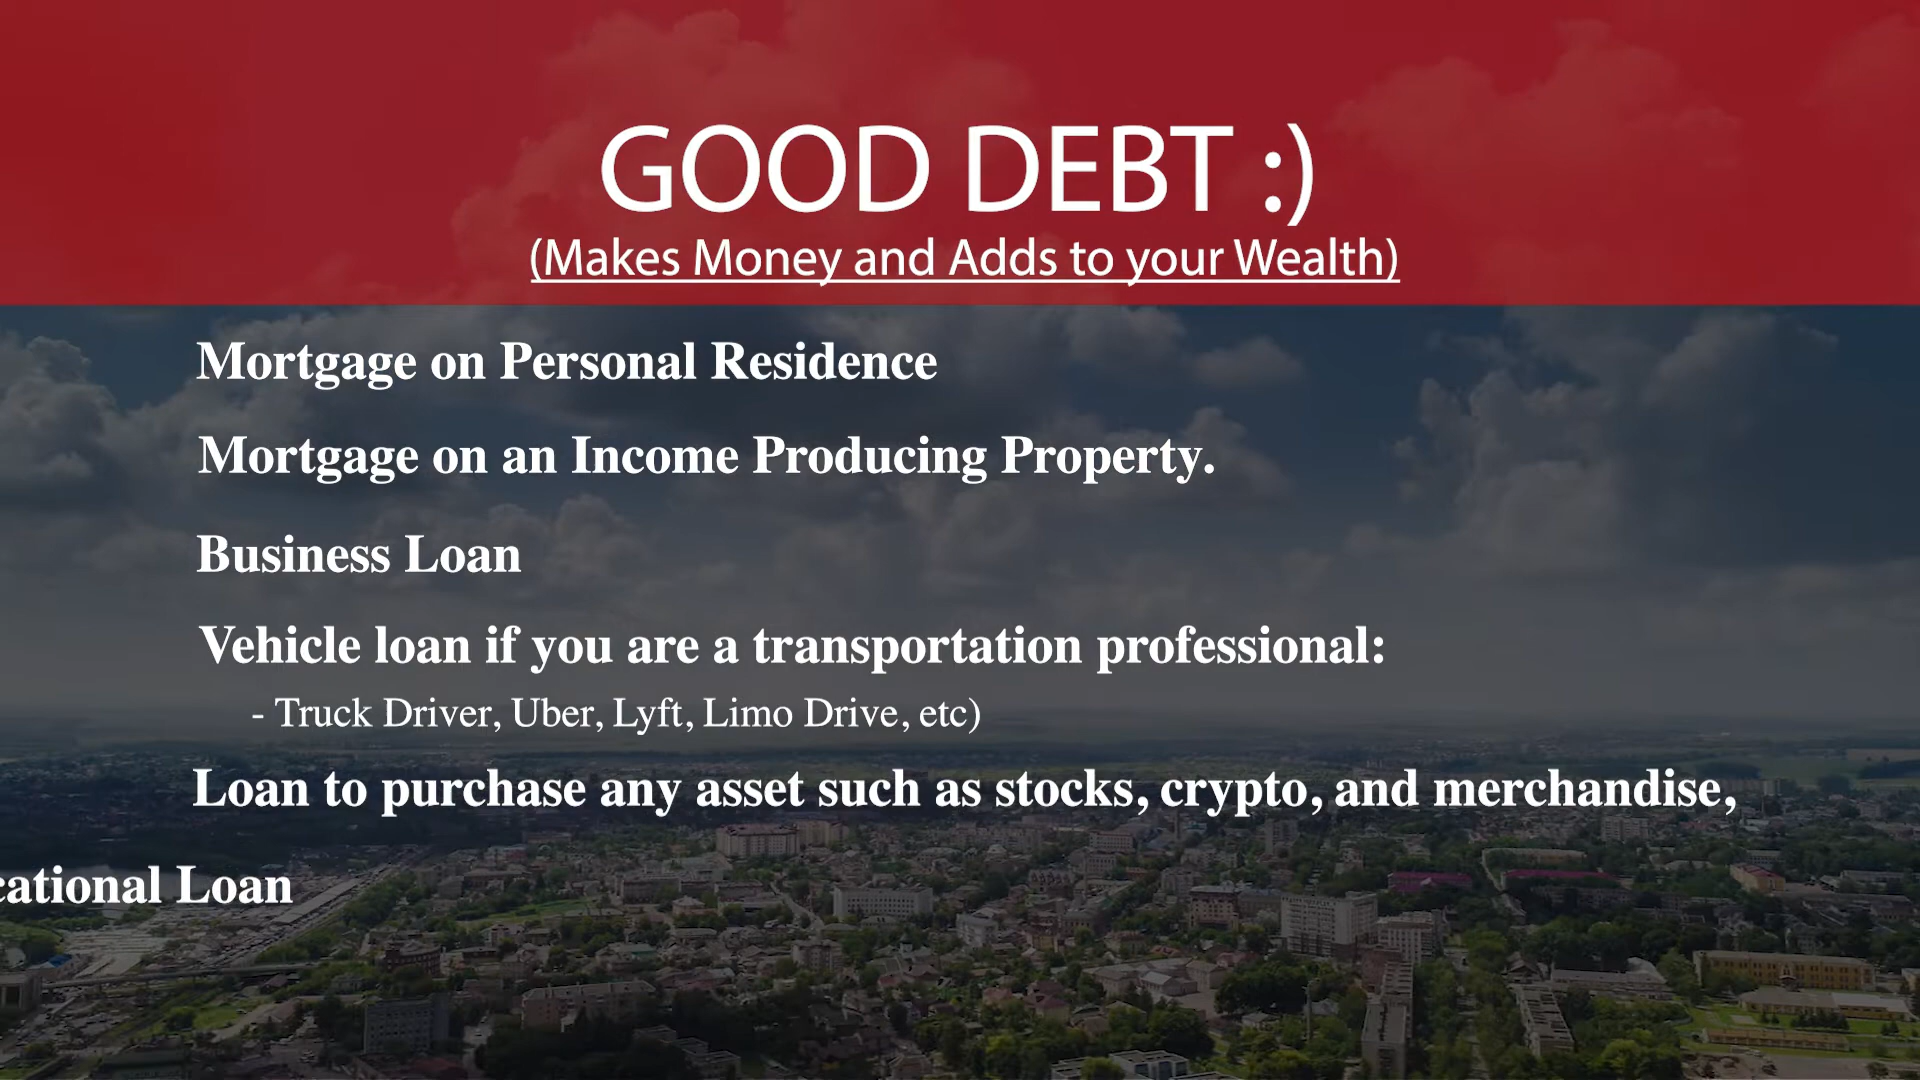 GOOD DEBT :)
(Makes Money and Adds to your Wealth)
Mortgage on Personal Residence
Mortgage on an Income Producing Property.
Business Loan
Vehicle loan if you are a transportation professional:
- Truck Driver, Uber, Lyft, Limo Drive, etc)
Loan to purchase any asset such as stocks, crypto, and merchandise,
cational Loan